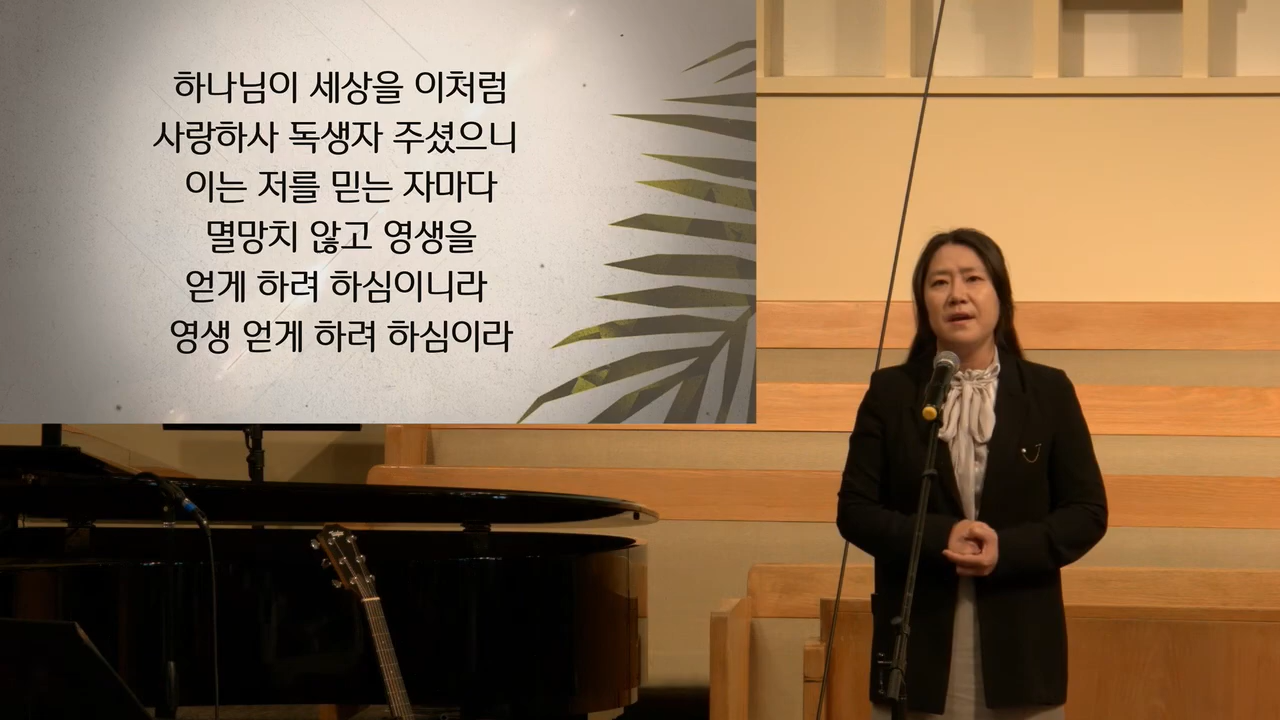 하나님이 세상을 이처럼
사랑하사 독생자 주셨으니
이는 저를 믿는 자마다
멸망치 않고 영생을
얻게 하려 하심이니라
영생 얻게 하려 하심이라